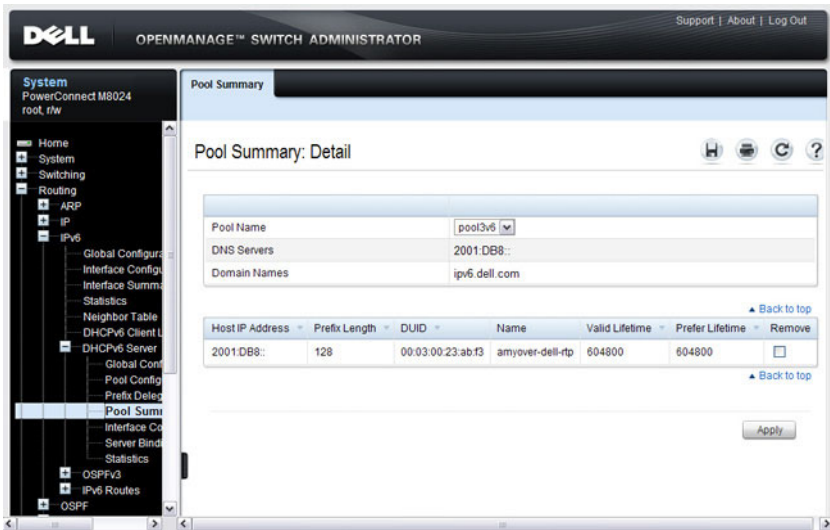 Support | About | Log Out
DELL
OPENMANAGE™ SWITCH ADMINISTRATOR
System
PowerConnect M8024
root, r/w
Pool Summary
Home
System
Switching
Routing
ARP
IP
IPv6
Global Configura
Interface Configu
Interface Summa
Statistics
Neighbor Table
DHCPv6 Client L
DHCPv6 Server
Global Conf
Pool Config
Prefix Deleg
Pool Sum
Interface Co
Server Bindi
Statistics
OSPFv3
IPv6 Routes
OSPF
Pool Summary: Detail
?
Pool Name pool3v6
DNS Servers 2001:DB8::
Domain Names ipv6.dell.com
Back to top
Host IP Address Prefix Length DUID Name Valid Lifetime Prefer Lifetime Remove
2001:DB8:: 128 00:03:00:23:ab:f3 amyover-dell-rtp 604800 604800
Back to top
Apply